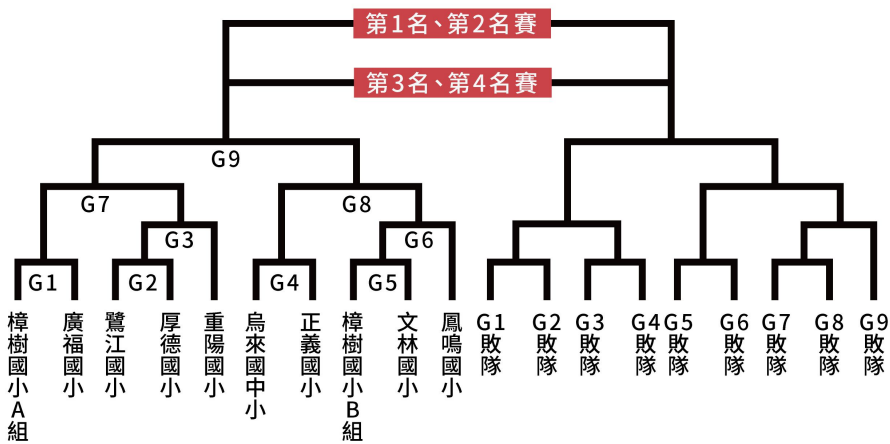 第1名、第2名賽
第3名、第4名賽
G9
G7
G8
G3
G6
G1
G2
G4
G5
樟樹國小A組
廣福國小
鷺江國小
厚德國小
重陽國小
烏來國中小
正義國小
樟樹國小B組
文林國小
鳳鳴國小
G1敗隊
G2敗隊
G3敗隊
G4敗隊
G5敗隊
G6敗隊
G7敗隊
G8敗隊
G9敗隊